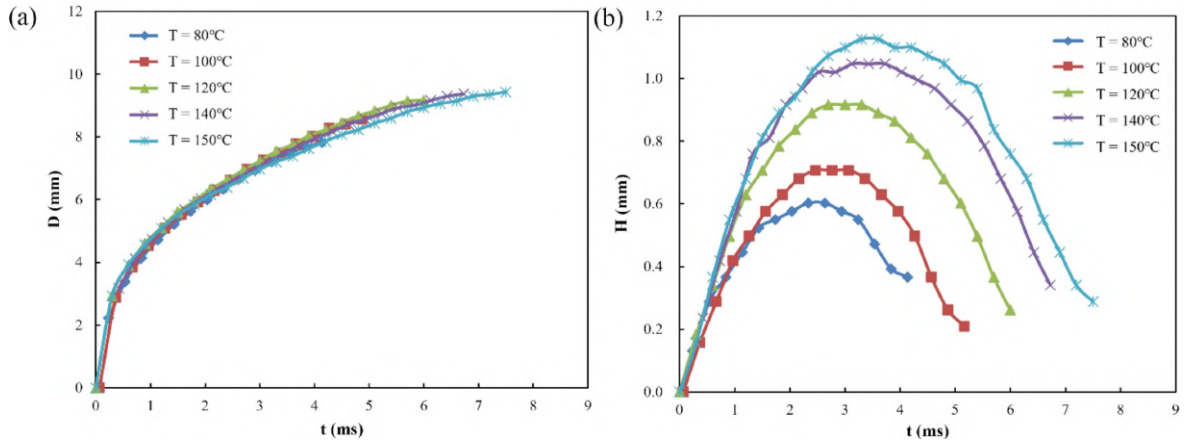 (a)
12
10
8
6
4
2
0
D (mm)
T = 80℃
T = 100℃
T = 120℃
T = 140℃
T = 150℃
0 1 2 3 4 5 6 7 8 9
t (ms)
(b)
1.2
1.0
0.8
0.6
0.4
0.2
0.0
H (mm)
T = 80℃
T = 100℃
T = 120℃
T = 140℃
T = 150℃
0 1 2 3 4 5 6 7 8 9
t (ms)